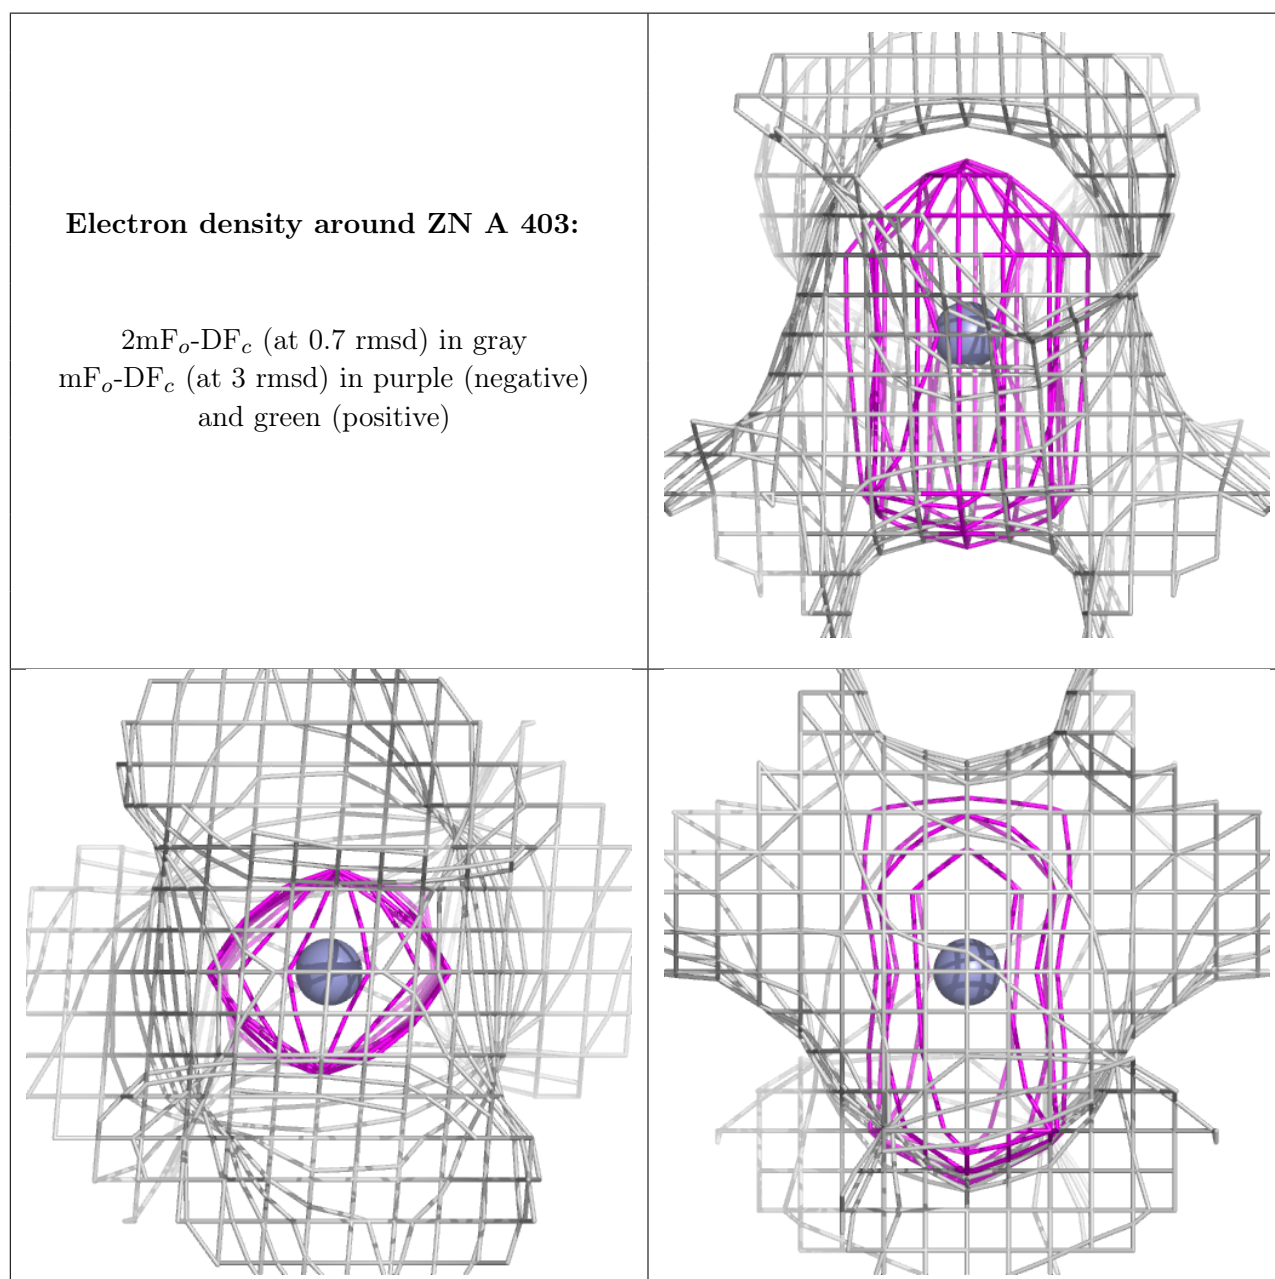 Electron density around ZN A 403:
2mFₒ-DF𝒸 (at 0.7 rmsd) in gray
mFₒ-DF𝒸 (at 3 rmsd) in purple (negative)
and green (positive)